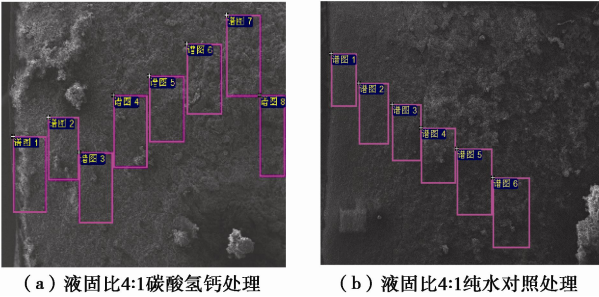 谱图 7
谱图 6
谱图 5
谱图 4
谱图 8
谱图 2
谱图 1
谱图 3
谱图 1
谱图 2
谱图 3
谱图 4
谱图 5
谱图 6
(a) 液固比4:1碳酸氢钙处理
(b) 液固比4:1纯水对照处理